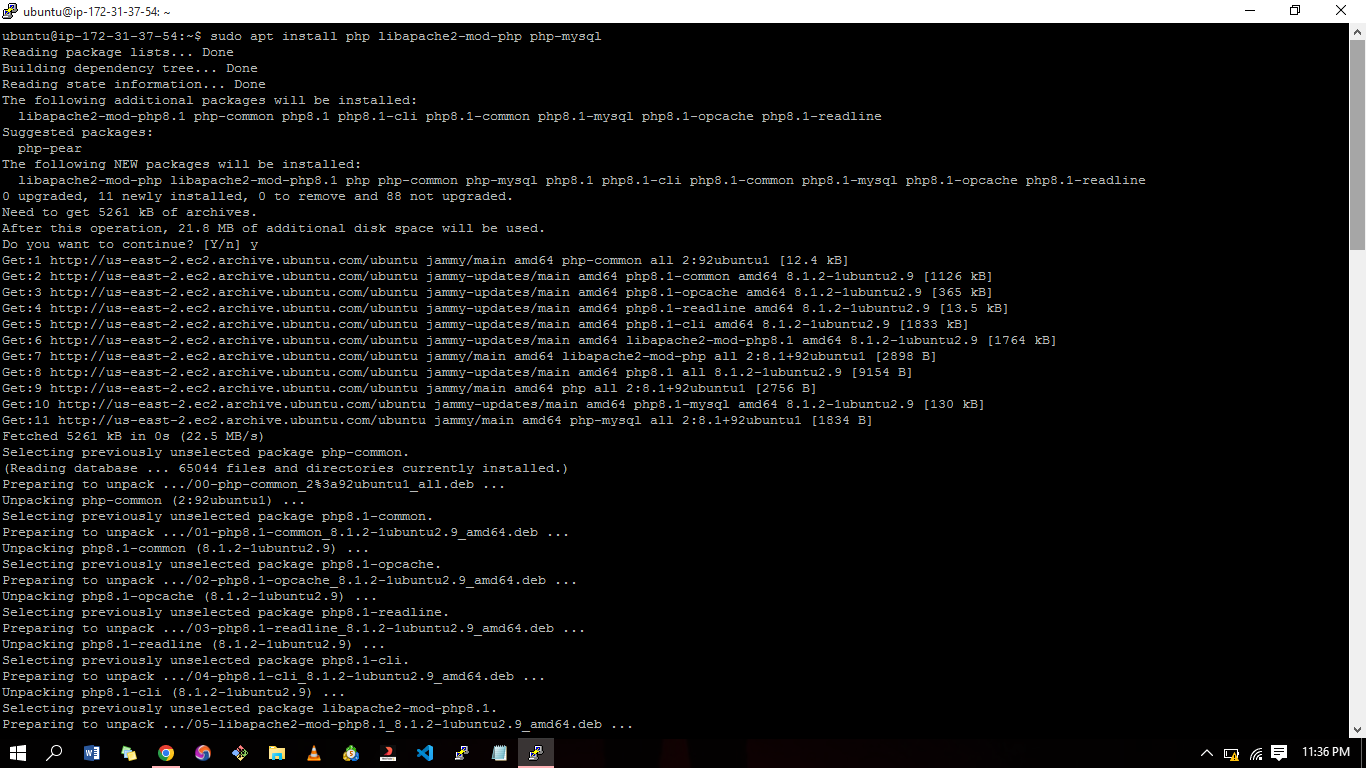 ubuntu@ip-172-31-37-54: ~
ubuntu@ip-172-31-37-54:~$ sudo apt install php libapache2-mod-php php-mysql
Reading package lists... Done
Building dependency tree... Done
Reading state information... Done
The following additional packages will be installed:
  libapache2-mod-php8.1 php-common php8.1 php8.1-cli php8.1-common php8.1-mysql php8.1-opcache php8.1-readline
Suggested packages:
  php-pear
The following NEW packages will be installed:
  libapache2-mod-php libapache2-mod-php8.1 php php-common php-mysql php8.1 php8.1-cli php8.1-common php8.1-mysql php8.1-opcache php8.1-readline
0 upgraded, 11 newly installed, 0 to remove and 88 not upgraded.
Need to get 5261 kB of archives.
After this operation, 21.8 MB of additional disk space will be used.
Do you want to continue? [Y/n] y
Get:1 http://us-east-2.ec2.archive.ubuntu.com/ubuntu jammy/main amd64 php-common all 2:92ubuntu1 [12.4 kB]
Get:2 http://us-east-2.ec2.archive.ubuntu.com/ubuntu jammy-updates/main amd64 php8.1-common amd64 8.1.2-1ubuntu2.9 [1126 kB]
Get:3 http://us-east-2.ec2.archive.ubuntu.com/ubuntu jammy-updates/main amd64 php8.1-opcache amd64 8.1.2-1ubuntu2.9 [365 kB]
Get:4 http://us-east-2.ec2.archive.ubuntu.com/ubuntu jammy-updates/main amd64 php8.1-readline amd64 8.1.2-1ubuntu2.9 [13.5 kB]
Get:5 http://us-east-2.ec2.archive.ubuntu.com/ubuntu jammy-updates/main amd64 php8.1-cli amd64 8.1.2-1ubuntu2.9 [1833 kB]
Get:6 http://us-east-2.ec2.archive.ubuntu.com/ubuntu jammy-updates/main amd64 libapache2-mod-php8.1 amd64 8.1.2-1ubuntu2.9 [1764 kB]
Get:7 http://us-east-2.ec2.archive.ubuntu.com/ubuntu jammy/main amd64 libapache2-mod-php all 2:8.1+92ubuntu1 [2898 B]
Get:8 http://us-east-2.ec2.archive.ubuntu.com/ubuntu jammy-updates/main amd64 php8.1 all 8.1.2-1ubuntu2.9 [9154 B]
Get:9 http://us-east-2.ec2.archive.ubuntu.com/ubuntu jammy/main amd64 php all 2:8.1+92ubuntu1 [2756 B]
Get:10 http://us-east-2.ec2.archive.ubuntu.com/ubuntu jammy-updates/main amd64 php8.1-mysql amd64 8.1.2-1ubuntu2.9 [130 kB]
Get:11 http://us-east-2.ec2.archive.ubuntu.com/ubuntu jammy/main amd64 php-mysql all 2:8.1+92ubuntu1 [1834 B]
Fetched 5261 kB in 0s (22.5 MB/s)
Selecting previously unselected package php-common.
(Reading database ... 65044 files and directories currently installed.)
Preparing to unpack .../00-php-common_2%3a92ubuntu1_all.deb ...
Unpacking php-common (2:92ubuntu1) ...
Selecting previously unselected package php8.1-common.
Preparing to unpack .../01-php8.1-common_8.1.2-1ubuntu2.9_amd64.deb ...
Unpacking php8.1-common (8.1.2-1ubuntu2.9) ...
Selecting previously unselected package php8.1-opcache.
Preparing to unpack .../02-php8.1-opcache_8.1.2-1ubuntu2.9_amd64.deb ...
Unpacking php8.1-opcache (8.1.2-1ubuntu2.9) ...
Selecting previously unselected package php8.1-readline.
Preparing to unpack .../03-php8.1-readline_8.1.2-1ubuntu2.9_amd64.deb ...
Unpacking php8.1-readline (8.1.2-1ubuntu2.9) ...
Selecting previously unselected package php8.1-cli.
Preparing to unpack .../04-php8.1-cli_8.1.2-1ubuntu2.9_amd64.deb ...
Unpacking php8.1-cli (8.1.2-1ubuntu2.9) ...
Selecting previously unselected package libapache2-mod-php8.1.
Preparing to unpack .../05-libapache2-mod-php8.1_8.1.2-1ubuntu2.9_amd64.deb ...
11:36 PM